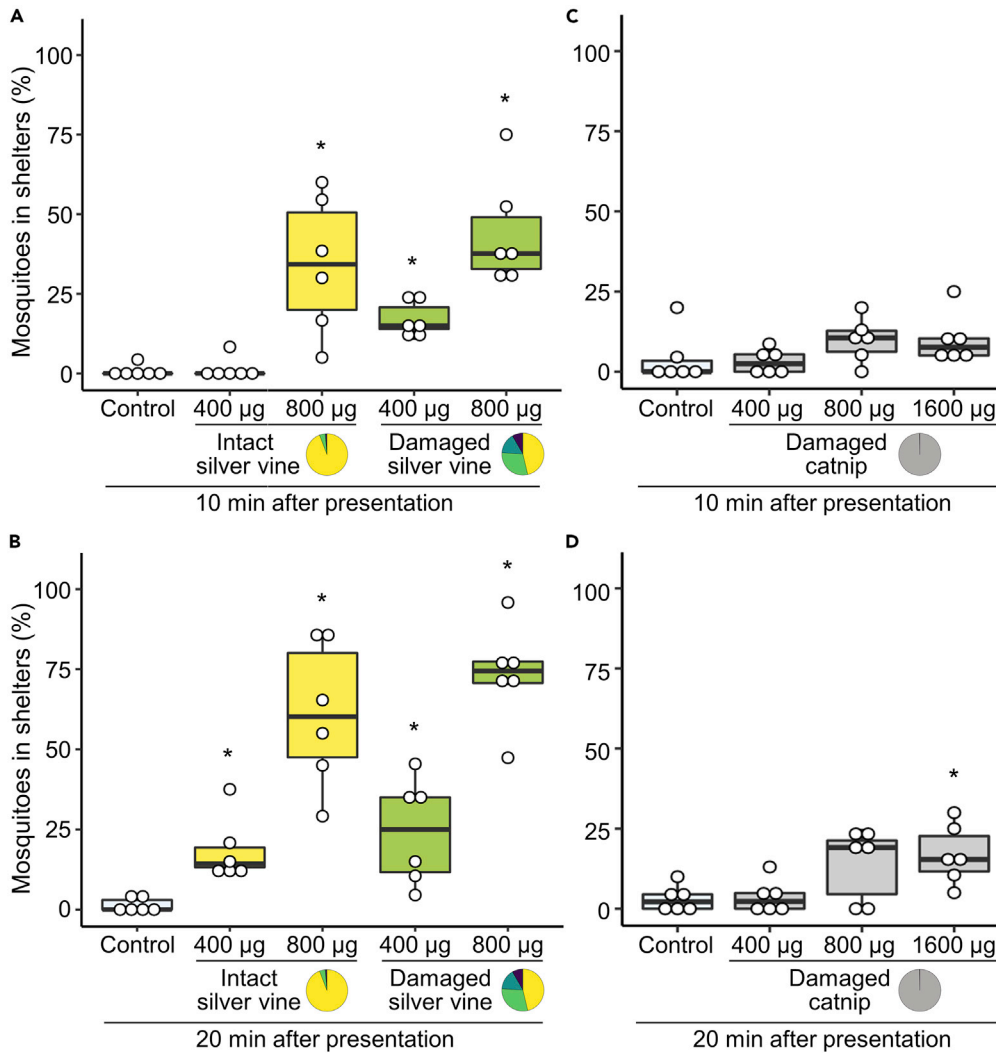 A
Mosquitoes in shelters (%)
100
75
50
25
0
*
*
*
Control
400 µg
800 µg
400 µg
800 µg
Intact
silver vine
Damaged
silver vine
10 min after presentation
C
100
75
50
25
0
Control
400 µg
800 µg
1600 µg
Damaged
catnip
10 min after presentation
B
Mosquitoes in shelters (%)
100
75
50
25
0
*
*
*
*
Control
400 µg
800 µg
400 µg
800 µg
Intact
silver vine
Damaged
silver vine
20 min after presentation
D
100
75
50
25
0
*
Control
400 µg
800 µg
1600 µg
Damaged
catnip
20 min after presentation